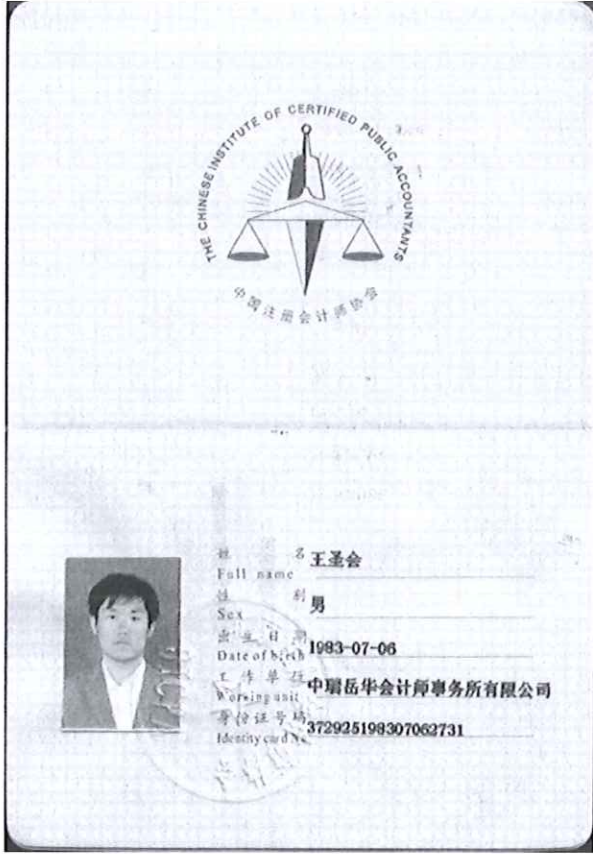 THE CHINESE INSTITUTE OF CERTIFIED PUBLIC ACCOUNTANTS
中国注册会计师协会
姓 名 王圣会
Full name
性 别 男
Sex
出生日期 1983-07-06
Date of birth
工作单位 中瑞岳华会计师事务所有限公司
Working unit
身份证号码 372925198307062731
Identity card No.